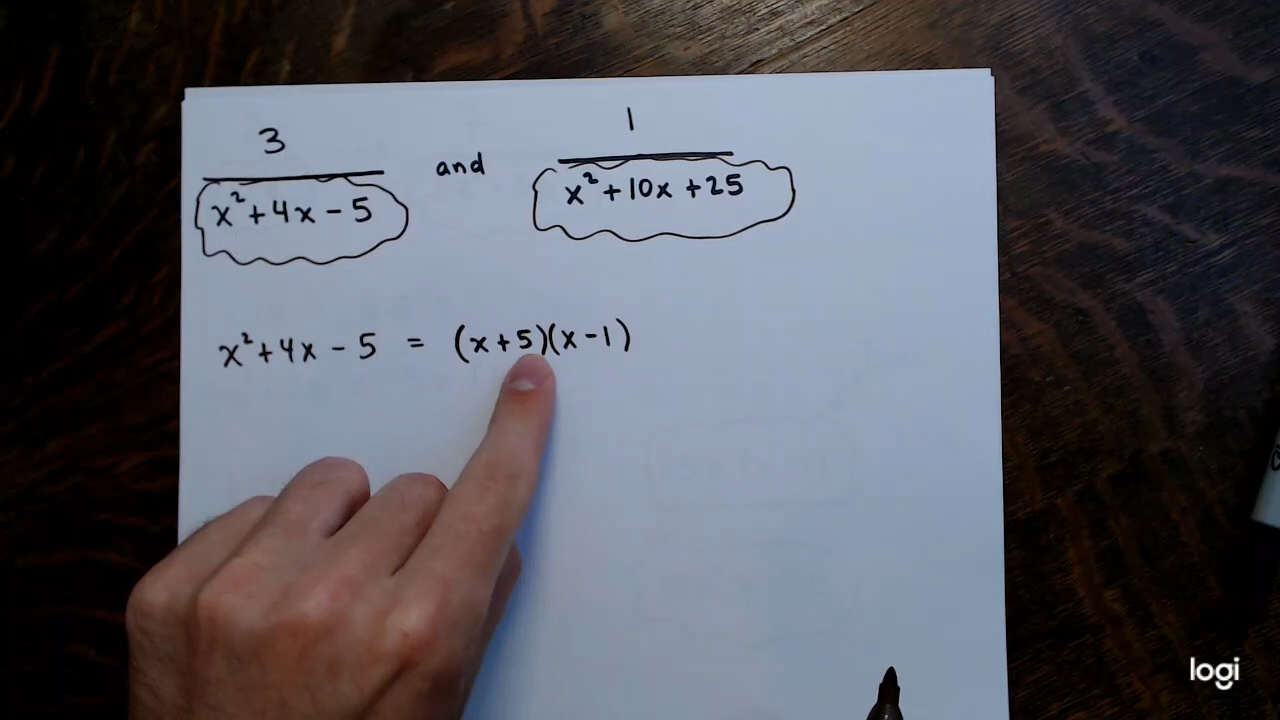 3/(x²+4x-5) and 1/(x²+10x+25)
x²+4x-5 = (x+5)(x-1)
logi